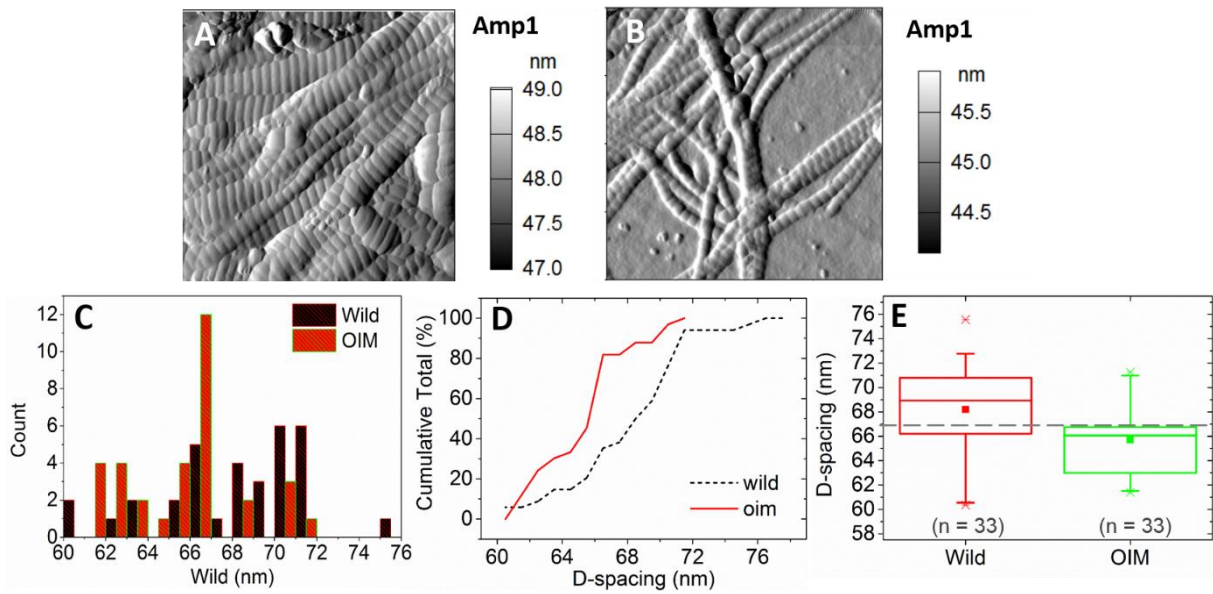 A
Amp1
nm
49.0
48.5
48.0
47.5
47.0
B
Amp1
nm
45.5
45.0
44.5
C
Wild
OIM
12
10
8
6
4
2
0
Count
60 62 64 66 68 70 72 74 76
Wild (nm)
D
100
80
60
40
20
0
Cumulative Total (%)
wild
oim
60 64 68 72 76
D-spacing (nm)
E
76
74
72
70
68
66
64
62
60
58
D-spacing (nm)
(n = 33) (n = 33)
Wild OIM